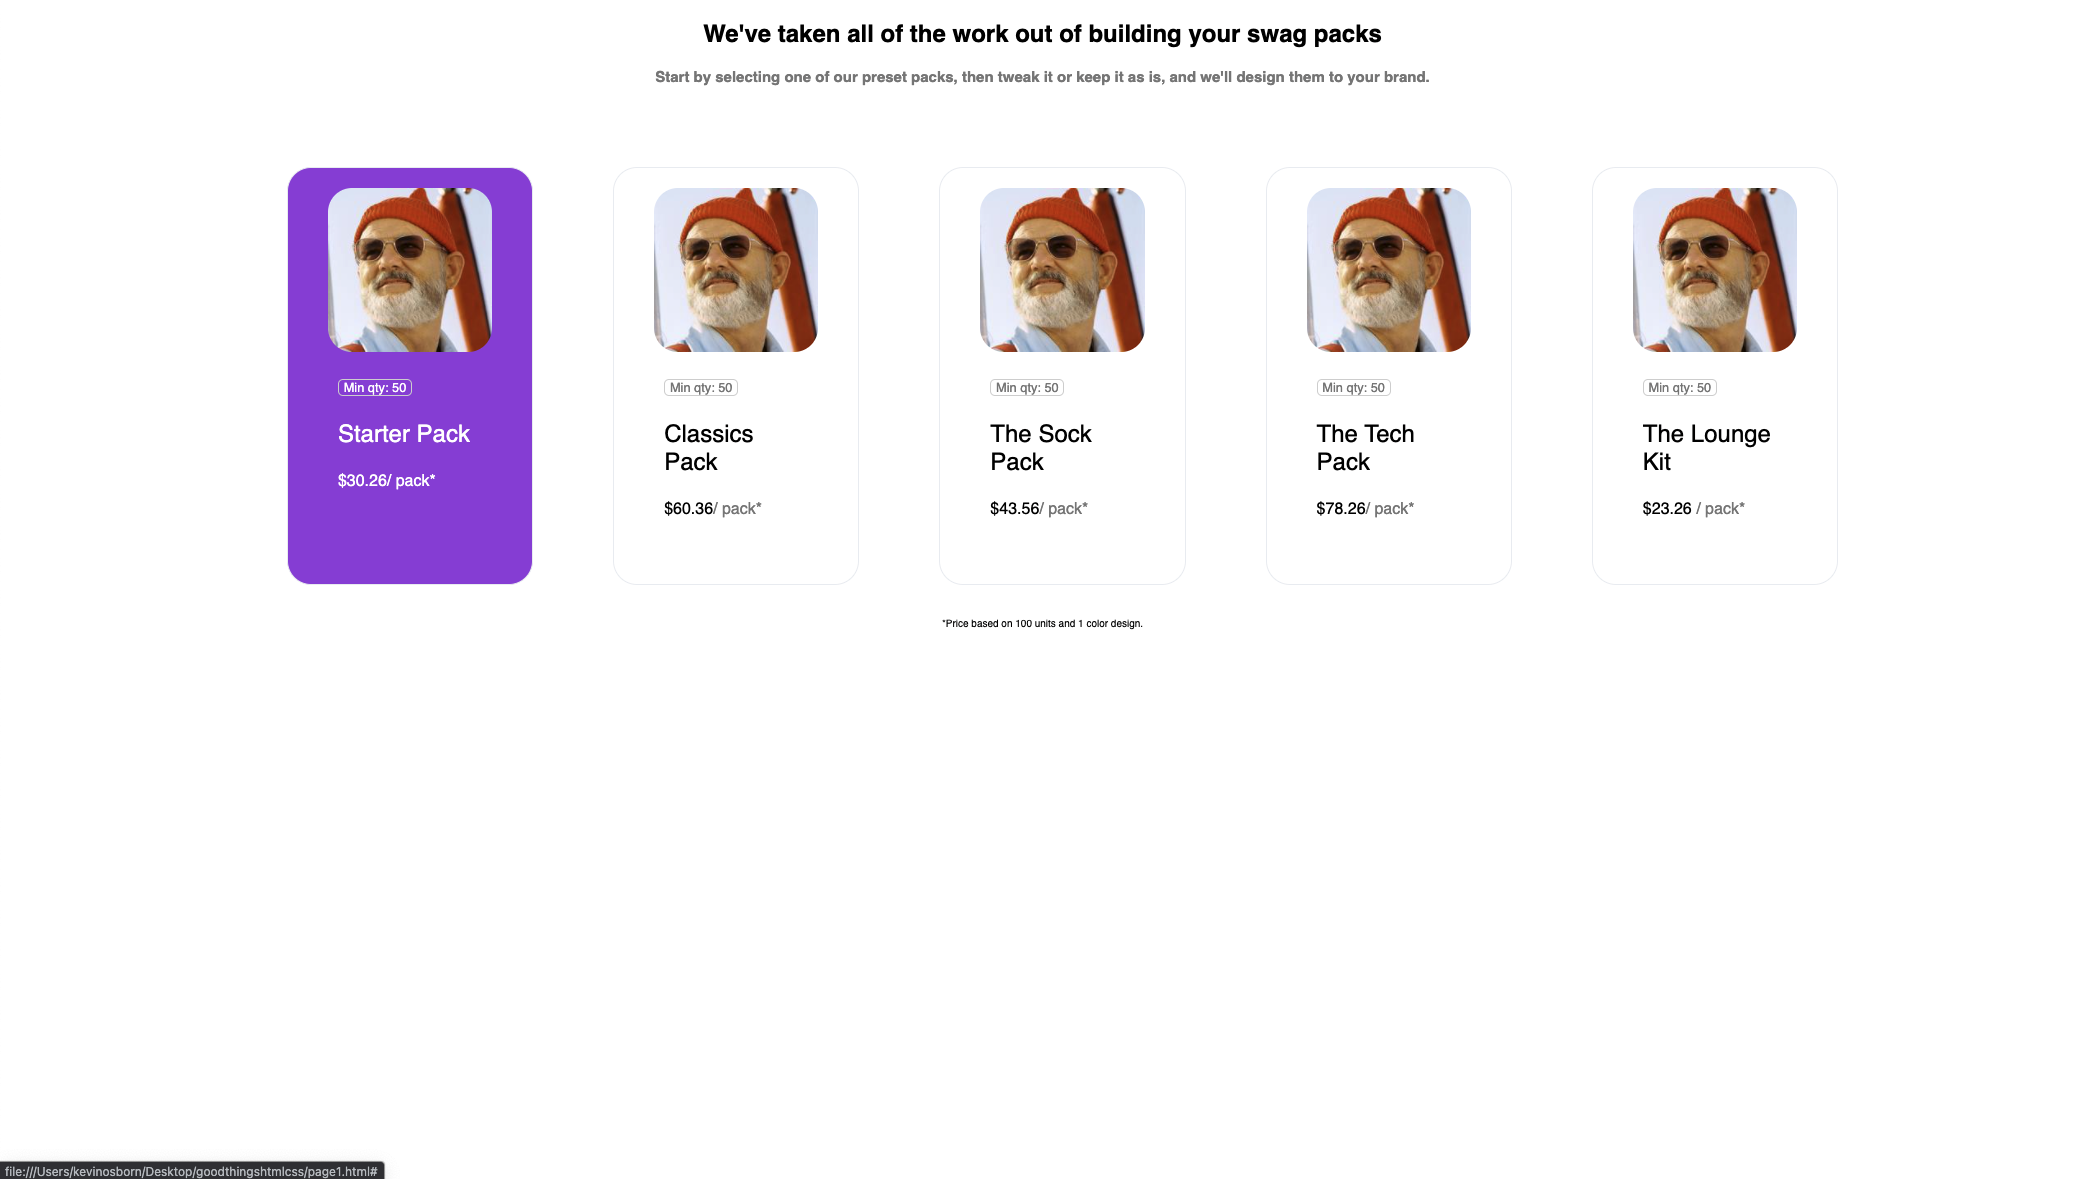 We've taken all of the work out of building your swag packs
Start by selecting one of our preset packs, then tweak it or keep it as is, and we'll design them to your brand.
Min qty: 50
Starter Pack
$30.26/ pack*
Min qty: 50
Classics
Pack
$60.36/ pack*
Min qty: 50
The Sock
Pack
$43.56/ pack*
Min qty: 50
The Tech
Pack
$78.26/ pack*
Min qty: 50
The Lounge
Kit
$23.26 / pack*
*Price based on 100 units and 1 color design.
file:///Users/kevinosborn/Desktop/goodthingshtmlcss/page1.html#